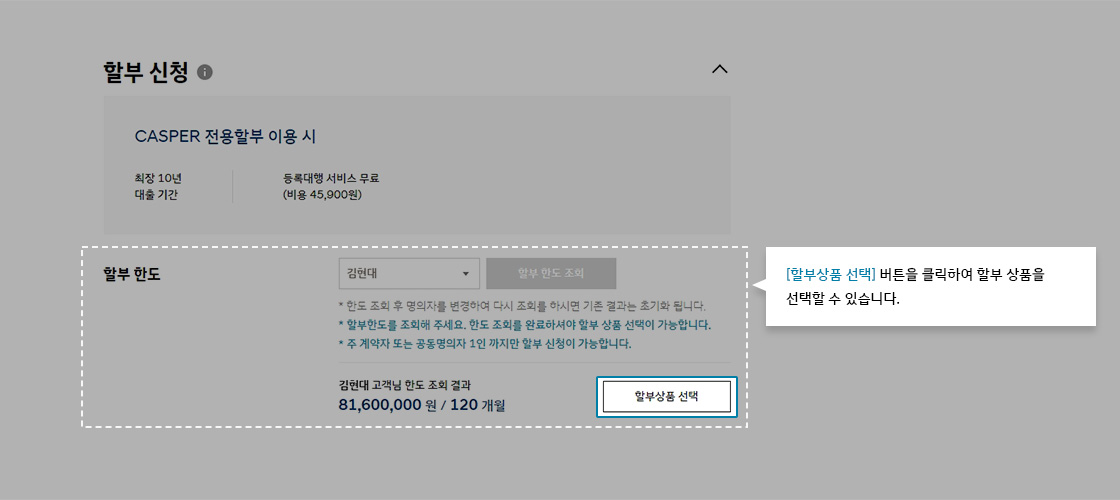 할부 신청
CASPER 전용할부 이용 시
최장 10년
대출 기간
등록대행 서비스 무료
(비용 45,900원)
할부 한도
김현대
할부 한도 조회
* 한도 조회 후 명의자를 변경하여 다시 조회를 하시면 기존 결과는 초기화 됩니다.
* 할부한도를 조회해 주세요. 한도 조회를 완료하셔야 할부 상품 선택이 가능합니다.
* 주 계약자 또는 공동명의자 1인 까지만 할부 신청이 가능합니다.
김현대 고객님 한도 조회 결과
81,600,000 원 / 120 개월
할부상품 선택
[할부상품 선택] 버튼을 클릭하여 할부 상품을
선택할 수 있습니다.